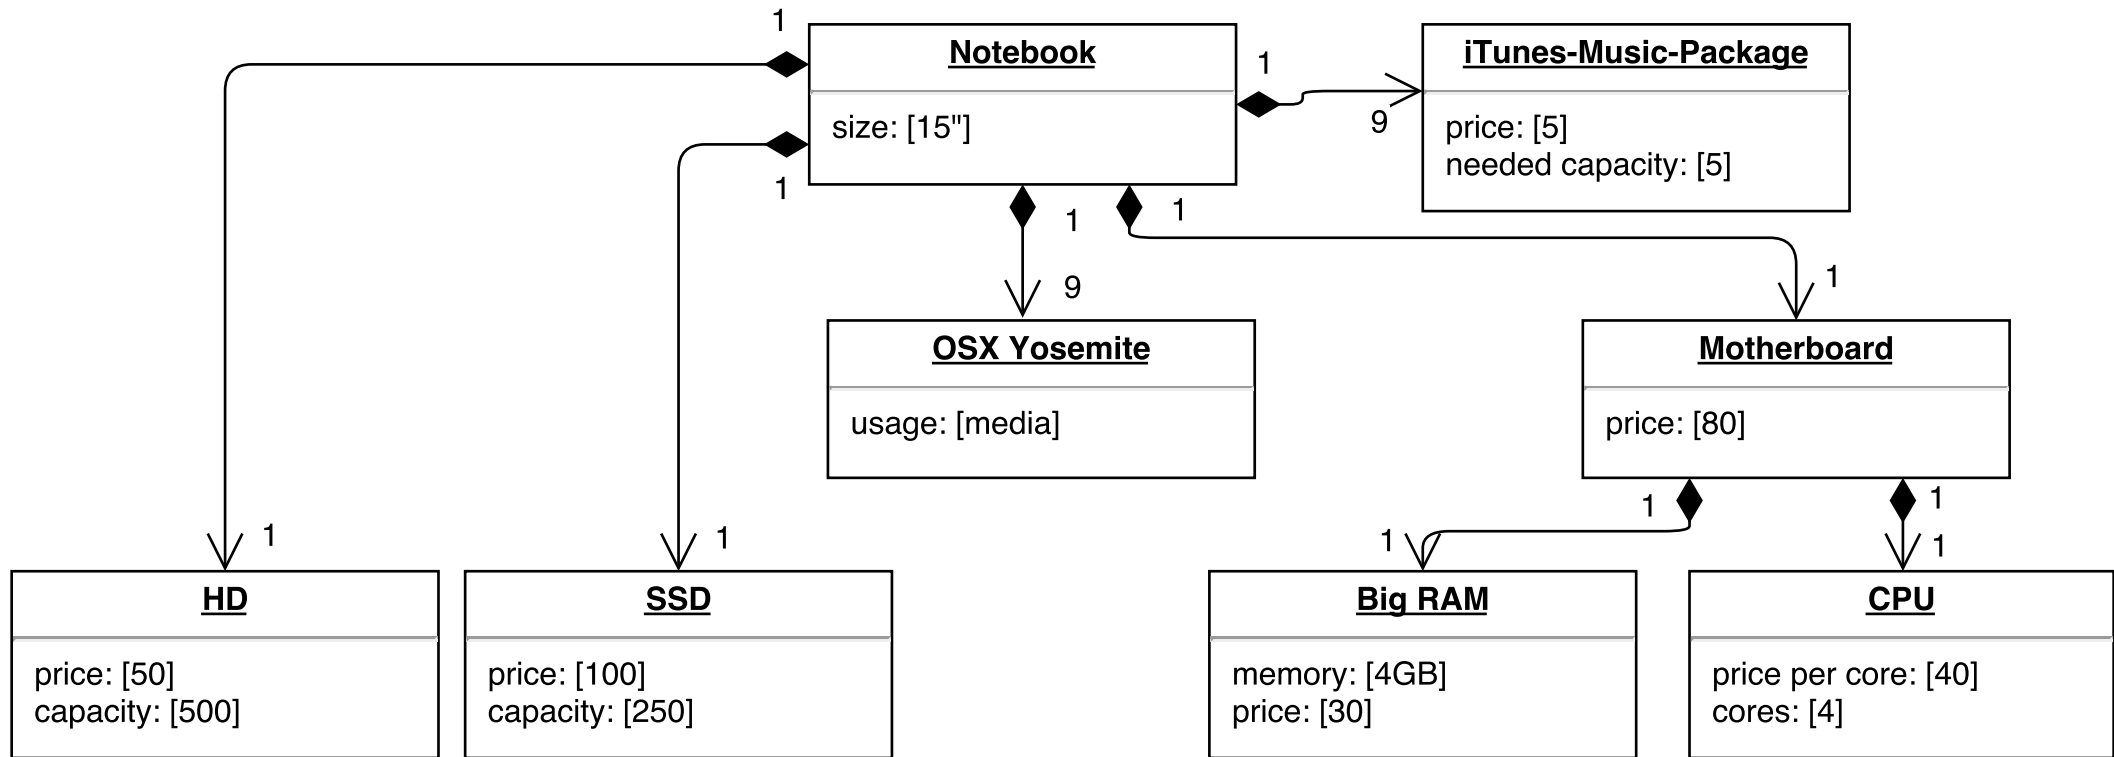 1
Notebook
size: [15"]
1
1
9
iTunes-Music-Package
price: [5]
needed capacity: [5]
1
9
1
1
OSX Yosemite
usage: [media]
Motherboard
price: [80]
1
1
1
1
1
1
HD
price: [50]
capacity: [500]
SSD
price: [100]
capacity: [250]
Big RAM
memory: [4GB]
price: [30]
CPU
price per core: [40]
cores: [4]